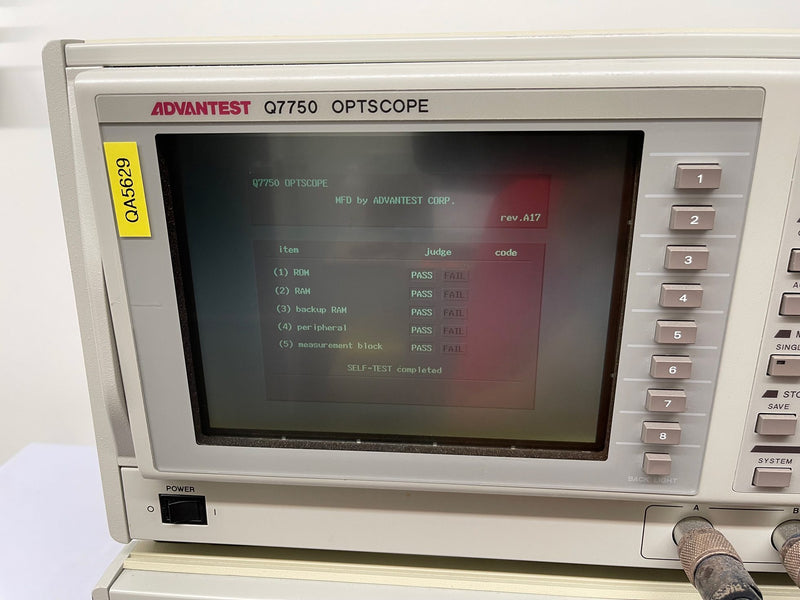 ADVANTEST Q7750 OPTSCOPE
QA5629
Q7750 OPTSCOPE
MFD by ADVANTEST CORP.
rev.A17
item judge code
(1) ROM PASS FAIL
(2) RAM PASS FAIL
(3) backup RAM PASS FAIL
(4) peripheral PASS FAIL
(5) measurement block PASS FAIL
SELF-TEST completed
1
2
3
4
5
6
7
8
BACK LIGHT
SINGL
STO
SAVE
SYSTEM
POWER
O I
A B